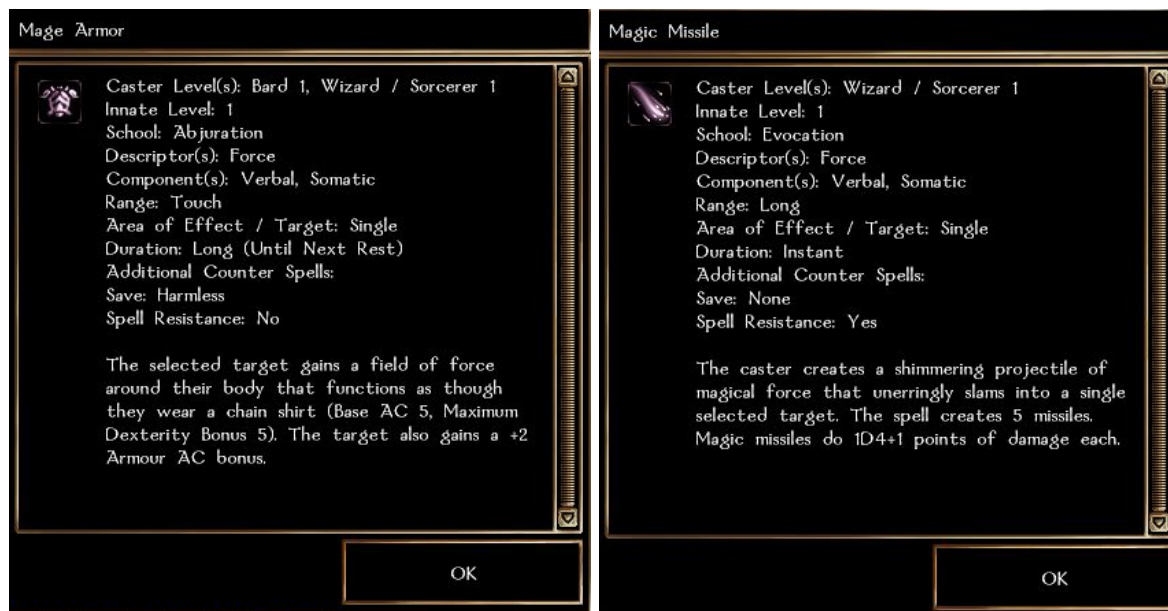 Mage Armor
Caster Level(s): Bard 1, Wizard / Sorcerer 1
Innate Level: 1
School: Abjuration
Descriptor(s): Force
Component(s): Verbal, Somatic
Range: Touch
Area of Effect / Target: Single
Duration: Long (Until Next Rest)
Additional Counter Spells:
Save: Harmless
Spell Resistance: No
The selected target gains a field of force
around their body that functions as though
they wear a chain shirt (Base AC 5, Maximum
Dexterity Bonus 5). The target also gains a +2
Armour AC bonus.
OK
Magic Missile
Caster Level(s): Wizard / Sorcerer 1
Innate Level: 1
School: Evocation
Descriptor(s): Force
Component(s): Verbal, Somatic
Range: Long
Area of Effect / Target: Single
Duration: Instant
Additional Counter Spells:
Save: None
Spell Resistance: Yes
The caster creates a shimmering projectile of
magical force that unerringly slams into a single
selected target. The spell creates 5 missiles.
Magic missiles do 1D4+1 points of damage each.
OK